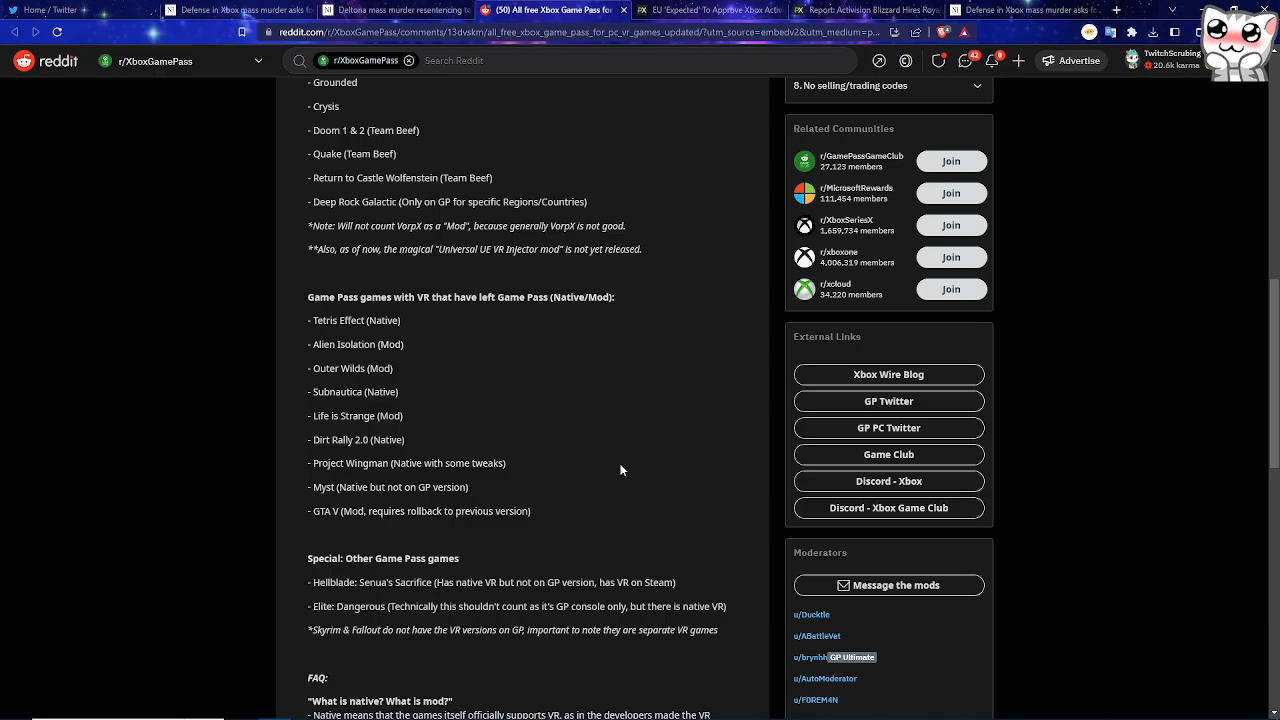 Home / Twitter
Defense in Xbox mass murder asks fo
Deltona mass murder resentencing to
(50) All free Xbox Game Pass for
EU 'Expected' To Approve Xbox Activ
Report: Activision Blizzard Hires Roya
Defense in Xbox mass murder asks fo
reddit.com/r/XboxGamePass/comments/13dvskm/all_free_xbox_game_pass_for_pc_vr_games_updated/?utm_source=embedv2&utm_medium=p...
reddit
r/XboxGamePass
r/XboxGamePass
Search Reddit
42
8
Advertise
TwitchScrubing
20.6k karma
- Grounded
- Crysis
- Doom 1 & 2 (Team Beef)
- Quake (Team Beef)
- Return to Castle Wolfenstein (Team Beef)
- Deep Rock Galactic (Only on GP for specific Regions/Countries)
*Note: Will not count VorpX as a "Mod", because generally VorpX is not good.
**Also, as of now, the magical "Universal UE VR Injector mod" is not yet released.
Game Pass games with VR that have left Game Pass (Native/Mod):
- Tetris Effect (Native)
- Alien Isolation (Mod)
- Outer Wilds (Mod)
- Subnautica (Native)
- Life is Strange (Mod)
- Dirt Rally 2.0 (Native)
- Project Wingman (Native with some tweaks)
- Myst (Native but not on GP version)
- GTA V (Mod, requires rollback to previous version)
Special: Other Game Pass games
- Hellblade: Senua's Sacrifice (Has native VR but not on GP version, has VR on Steam)
- Elite: Dangerous (Technically this shouldn't count as it's GP console only, but there is native VR)
*Skyrim & Fallout do not have the VR versions on GP, important to note they are separate VR games
FAQ:
"What is native? What is mod?"
- Native means that the games itself officially supports VR, as in the developers made the VR
8. No selling/trading codes
Related Communities
r/GamePassGameClub
27,123 members
Join
r/MicrosoftRewards
111,454 members
Join
r/XboxSeriesX
1,659,734 members
Join
r/xboxone
4,006,319 members
Join
r/xcloud
34,220 members
Join
External Links
Xbox Wire Blog
GP Twitter
GP PC Twitter
Game Club
Discord - Xbox
Discord - Xbox Game Club
Moderators
Message the mods
u/Ducktle
u/ABattleVet
u/brynhh GP Ultimate
u/AutoModerator
u/F0REM4N